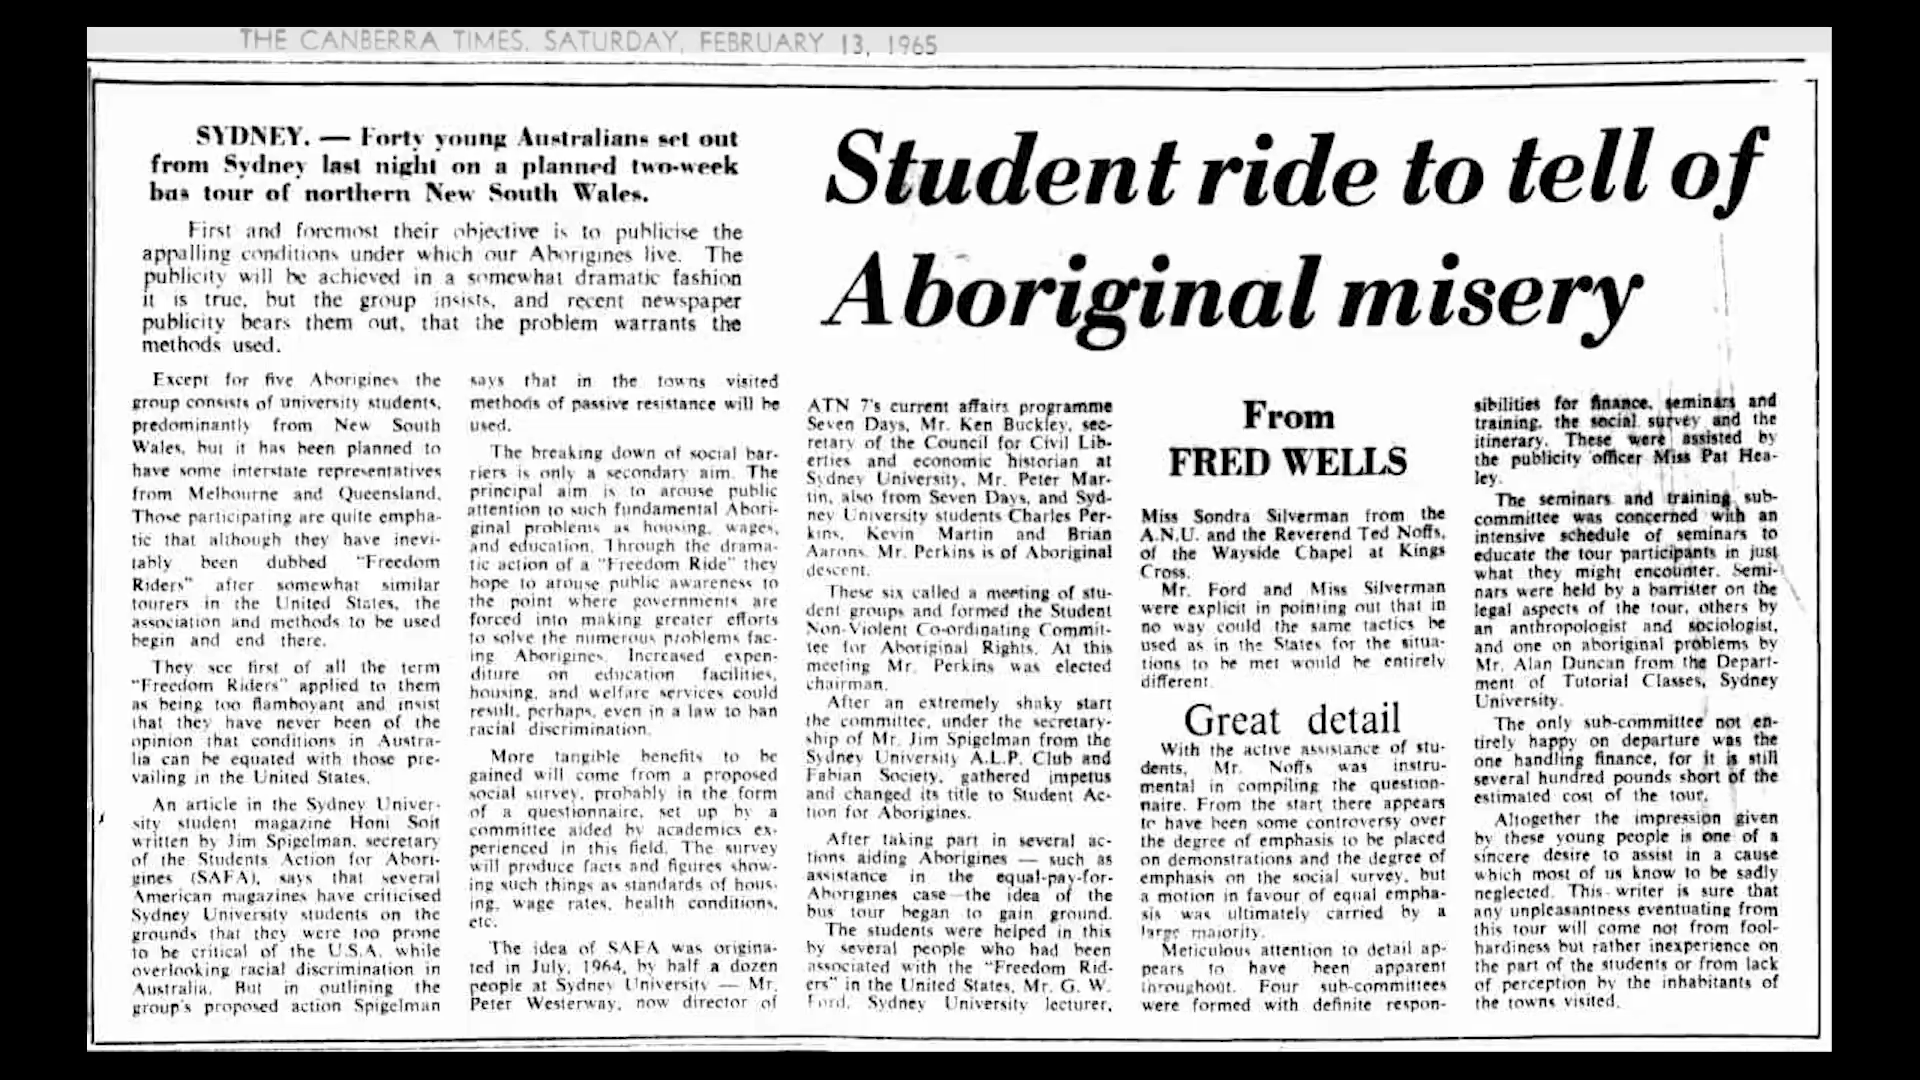 THE CANBERRA TIMES, SATURDAY, FEBRUARY 13, 1965
Student ride to tell of
Aboriginal misery
SYDNEY. — Forty young Australians set out
from Sydney last night on a planned two-week
bus tour of northern New South Wales.
First and foremost their objective is to publicise the
appalling conditions under which our Aborigines live. The
publicity will be achieved in a somewhat dramatic fashion
it is true, but the group insists, and recent newspaper
publicity bears them out, that the problem warrants the
methods used.
Except for five Aborigines the
group consists of university students,
predominantly from New South
Wales, but it has been planned to
have some interstate representatives
from Melbourne and Queensland.
Those participating are quite empha-
tic that although they have inevi-
tably been dubbed "Freedom
Riders" after somewhat similar
tourers in the United States, the
association and methods to be used
begin and end there.
They see first of all the term
"Freedom Riders" applied to them
as being too flamboyant and insist
that they have never been of the
opinion that conditions in Austra-
lia can be equated with those pre-
vailing in the United States.
An article in the Sydney Univer-
sity student magazine Honi Soit
written by Jim Spigelman, secretary
of the Students Action for Abori-
gines (SAFA), says that several
American magazines have criticised
Sydney University students on the
grounds that they were too prone
to be critical of the U.S.A. while
overlooking racial discrimination in
Australia. But in outlining the
group's proposed action Spigelman
says that in the towns visited
methods of passive resistance will be
used.
The breaking down of social bar-
riers is only a secondary aim. The
principal aim is to arouse public
attention to such fundamental Abori-
ginal problems as housing, wages,
and education. Through the drama-
tic action of a "Freedom Ride" they
hope to arouse public awareness to
the point where governments are
forced into making greater efforts
to solve the numerous problems fac-
ing Aborigines. Increased expen-
diture on education facilities,
housing, and welfare services could
result, perhaps, even in a law to ban
racial discrimination.
More tangible benefits to be
gained will come from a proposed
social survey, probably in the form
of a questionnaire, set up by a
committee aided by academics ex-
perienced in this field. The survey
will produce facts and figures show-
ing such things as standards of hous-
ing, wage rates, health conditions,
etc.
The idea of SAFA was origina-
ted in July, 1964, by half a dozen
people at Sydney University — Mr.
Peter Westerway, now director of
ATN 7's current affairs programme
Seven Days, Mr. Ken Buckley, sec-
retary of the Council for Civil Lib-
erties and economic historian at
Sydney University, Mr. Peter Mar-
tin, also from Seven Days, and Syd-
ney University students Charles Per-
kins, Kevin Martin and Brian
Aarons. Mr. Perkins is of Aboriginal
descent.
These six called a meeting of stu-
dent groups and formed the Student
Non-Violent Co-ordinating Commit-
tee for Aboriginal Rights. At this
meeting Mr. Perkins was elected
chairman.
After an extremely shaky start
the committee, under the secretary-
ship of Mr. Jim Spigelman from the
Sydney University A.L.P. Club and
Fabian Society, gathered impetus
and changed its title to Student Ac-
tion for Aborigines.
After taking part in several ac-
tions aiding Aborigines — such as
assistance in the equal-pay-for-
Aborigines case—the idea of the
bus tour began to gain ground.
The students were helped in this
by several people who had been
associated with the "Freedom Rid-
ers" in the United States, Mr. G. W.
Ford, Sydney University lecturer,
From
FRED WELLS
Miss Sondra Silverman from the
A.N.U. and the Reverend Ted Noffs,
of the Wayside Chapel at Kings
Cross.
Mr. Ford and Miss Silverman
were explicit in pointing out that in
no way could the same tactics be
used as in the States for the situa-
tions to be met would be entirely
different.
Great detail
With the active assistance of stu-
dents, Mr. Noffs was instru-
mental in compiling the question-
naire. From the start there appears
to have been some controversy over
the degree of emphasis to be placed
on demonstrations and the degree of
emphasis on the social survey, but
a motion in favour of equal empha-
sis was ultimately carried by a
large majority.
Meticulous attention to detail ap-
pears to have been apparent
throughout. Four sub-committees
were formed with definite respon-
sibilities for finance, seminars and
training, the social survey and the
itinerary. These were assisted by
the publicity officer Miss Pat Hea-
ley.
The seminars and training sub-
committee was concerned with an
intensive schedule of seminars to
educate the tour participants in just
what they might encounter. Semi-
nars were held by a barrister on the
legal aspects of the tour, others by
an anthropologist and sociologist,
and one on aboriginal problems by
Mr. Alan Duncan from the Depart-
ment of Tutorial Classes, Sydney
University.
The only sub-committee not en-
tirely happy on departure was the
one handling finance, for it is still
several hundred pounds short of the
estimated cost of the tour.
Altogether the impression given
by these young people is one of a
sincere desire to assist in a cause
which most of us know to be sadly
neglected. This writer is sure that
any unpleasantness eventuating from
this tour will come not from fool-
hardiness but rather inexperience on
the part of the students or from lack
of perception by the inhabitants of
the towns visited.